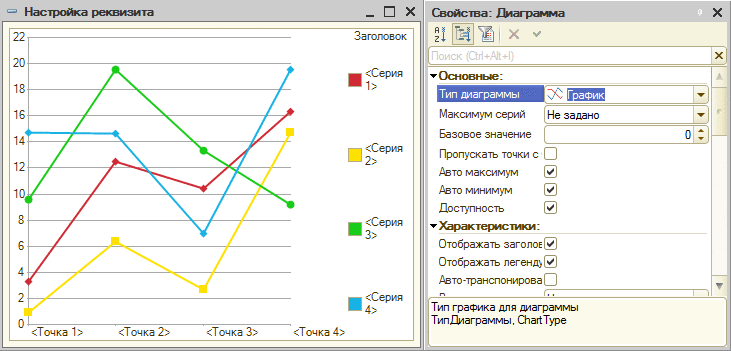 Настройка реквизита
Заголовок
22
20
18
16
14
12
10
8
6
4
2
0
<Точка 1>
<Точка 2>
<Точка 3>
<Точка 4>
<Серия
1>
<Серия
2>
<Серия
3>
<Серия
4>
Свойства: Диаграмма
Поиск (Ctrl+Alt+I)
Основные:
Тип диаграммы График
Максимум серий Не задано
Базовое значение 0
Пропускать точки с
Авто максимум
Авто минимум
Доступность
Характеристики:
Отображать заголов
Отображать легенду
Авто-транспонирова
Тип графика для диаграммы
ТипДиаграммы, ChartType